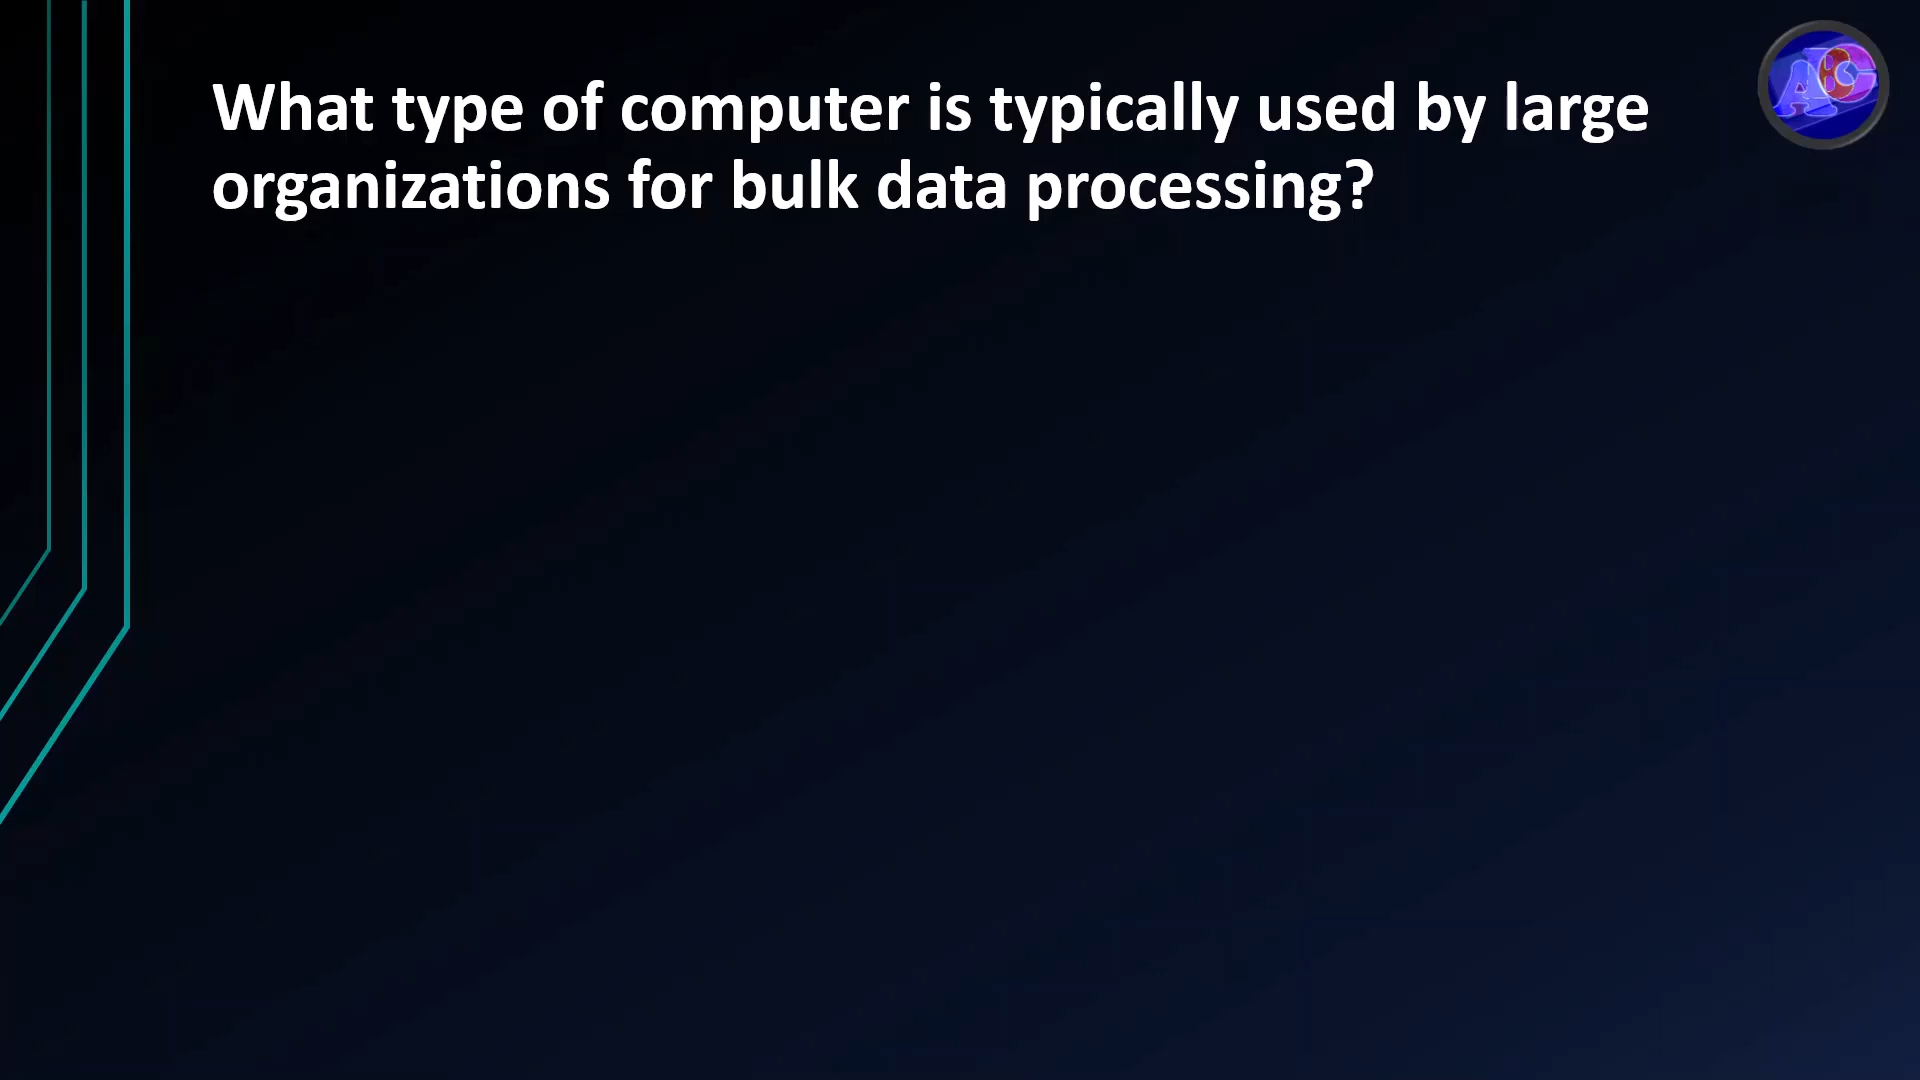 What type of computer is typically used by large
organizations for bulk data processing?